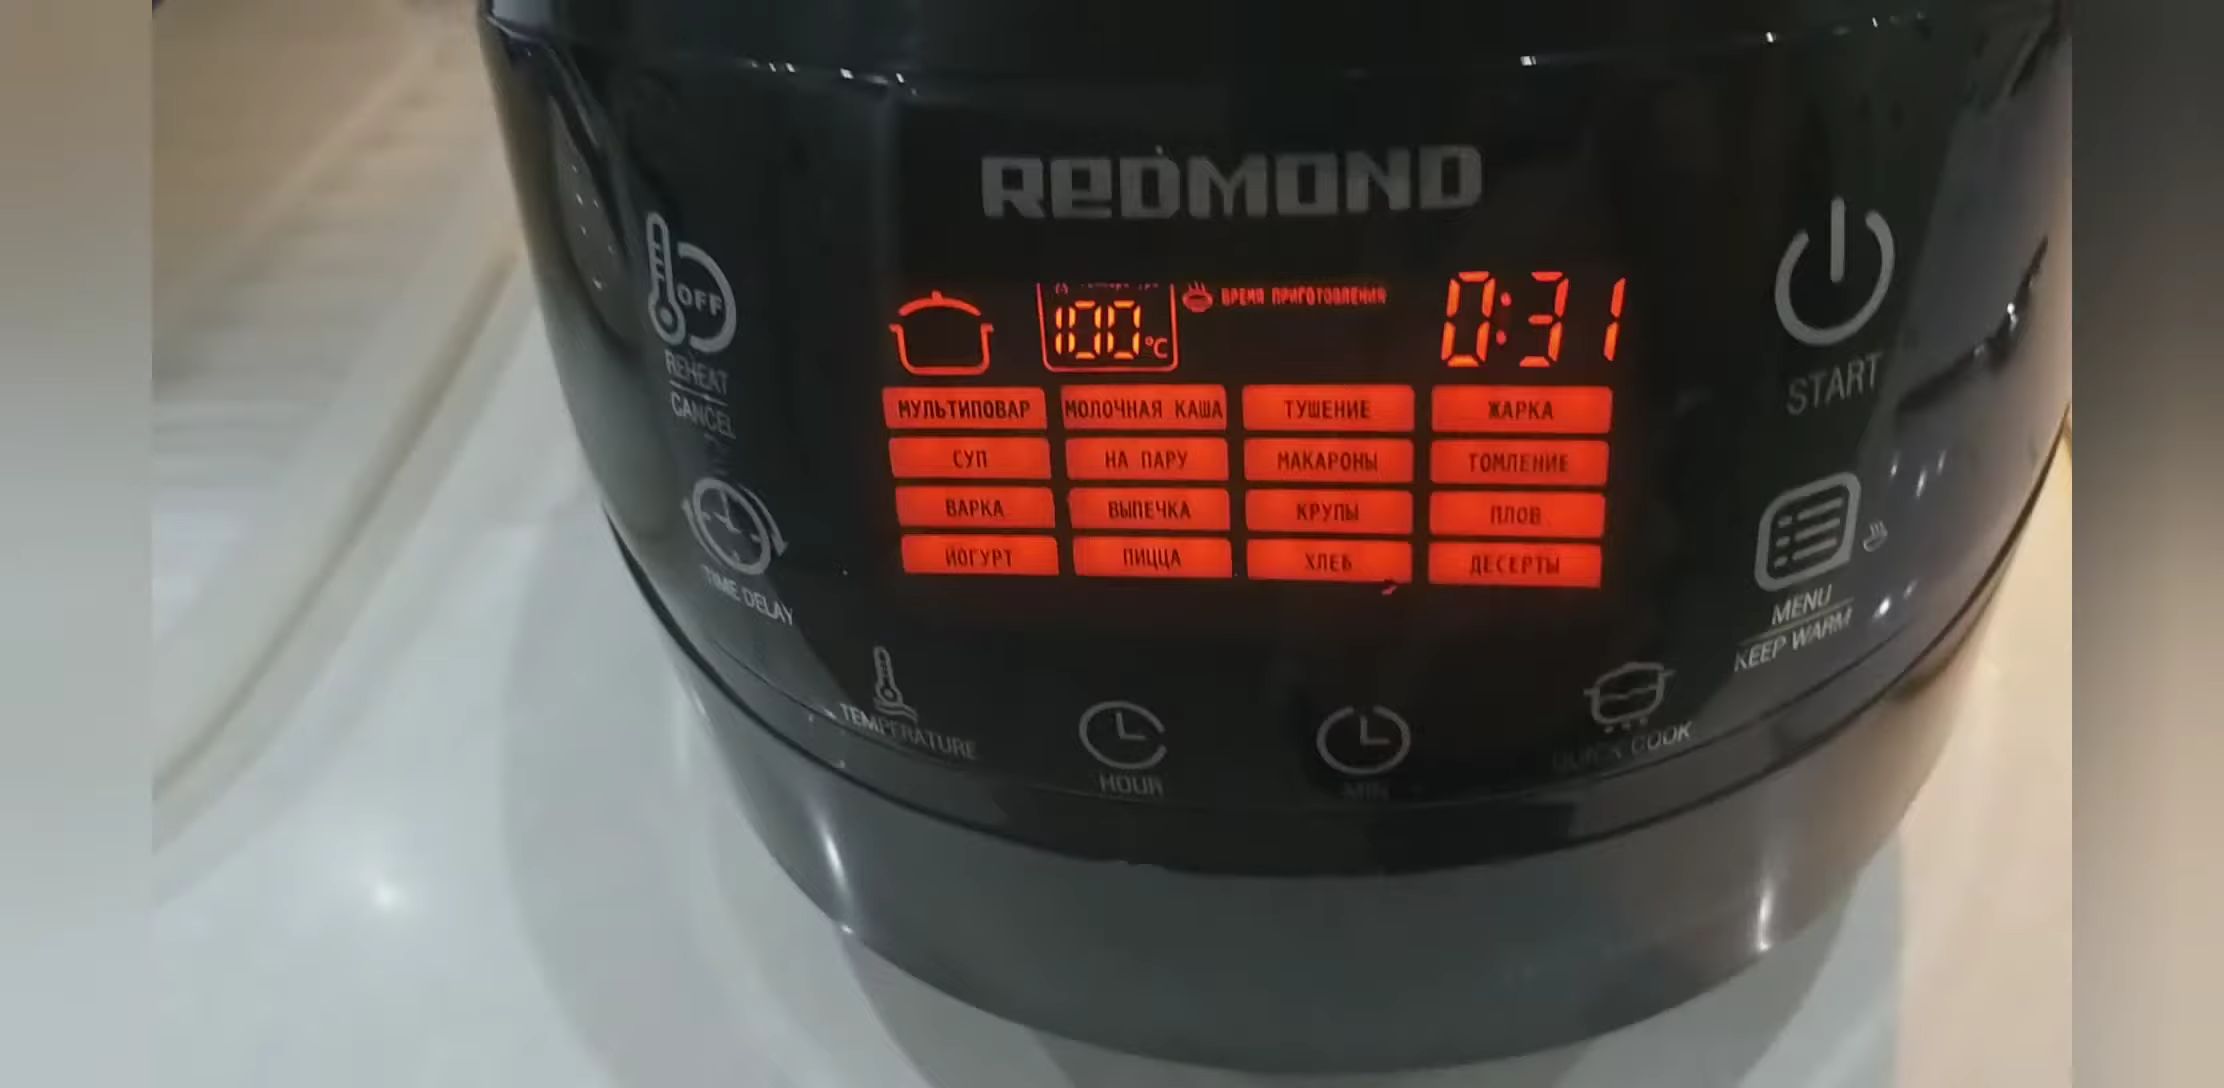 REDMOND
100°C ВРЕМЯ ПРИГОТОВЛЕНИЯ 0:31
OFF
REHEAT
CANCEL
START
МУЛЬТИПОВАР МОЛОЧНАЯ КАША ТУШЕНИЕ ЖАРКА
СУП НА ПАРУ МАКАРОНЫ ТОМЛЕНИЕ
ВАРКА ВЫПЕЧКА КРУПЫ ПЛОВ
ЙОГУРТ ПИЦЦА ХЛЕБ ДЕСЕРТЫ
TIME DELAY
MENU
KEEP WARM
TEMPERATURE
HOUR
MIN
QUICK COOK